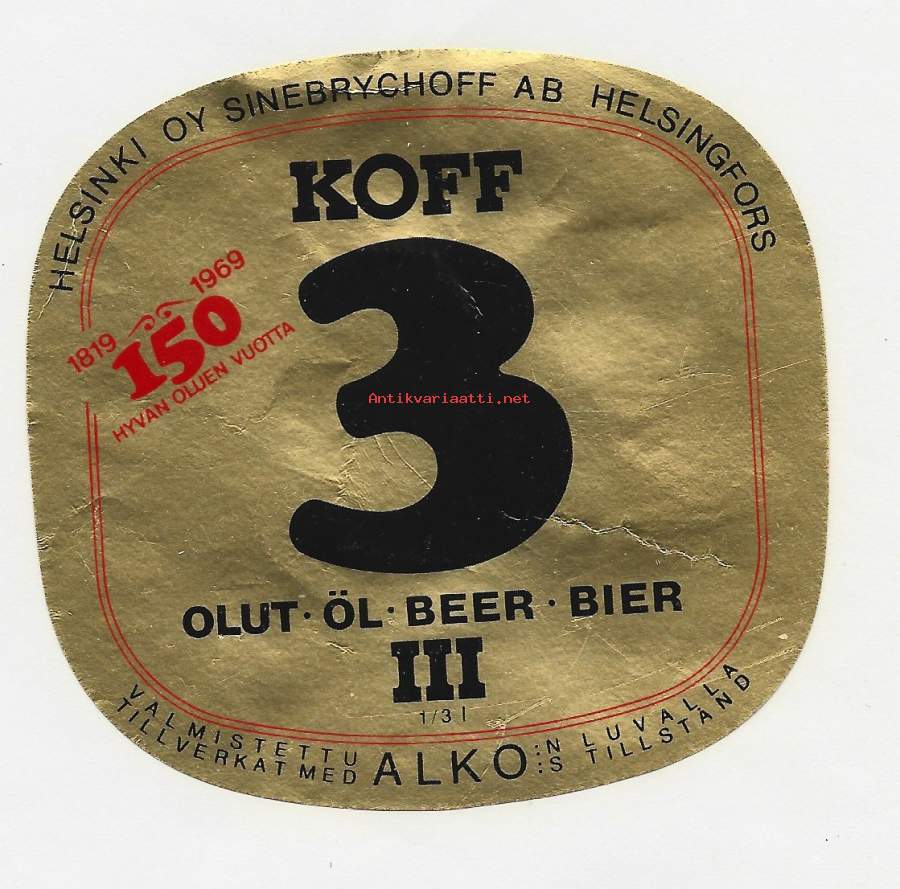 HELSINKI OY SINEBRYCHOFF AB HELSINGFORS
KOFF
3
1819 1969
150
HYVÄN OLUEN VUOTTA
Antikvariaatti.net
OLUT · ÖL · BEER · BIER
III
1/3 l
VALMISTETTU ALKO:N LUVALLA
TILLVERKAT MED ALKO:S TILLSTÅND